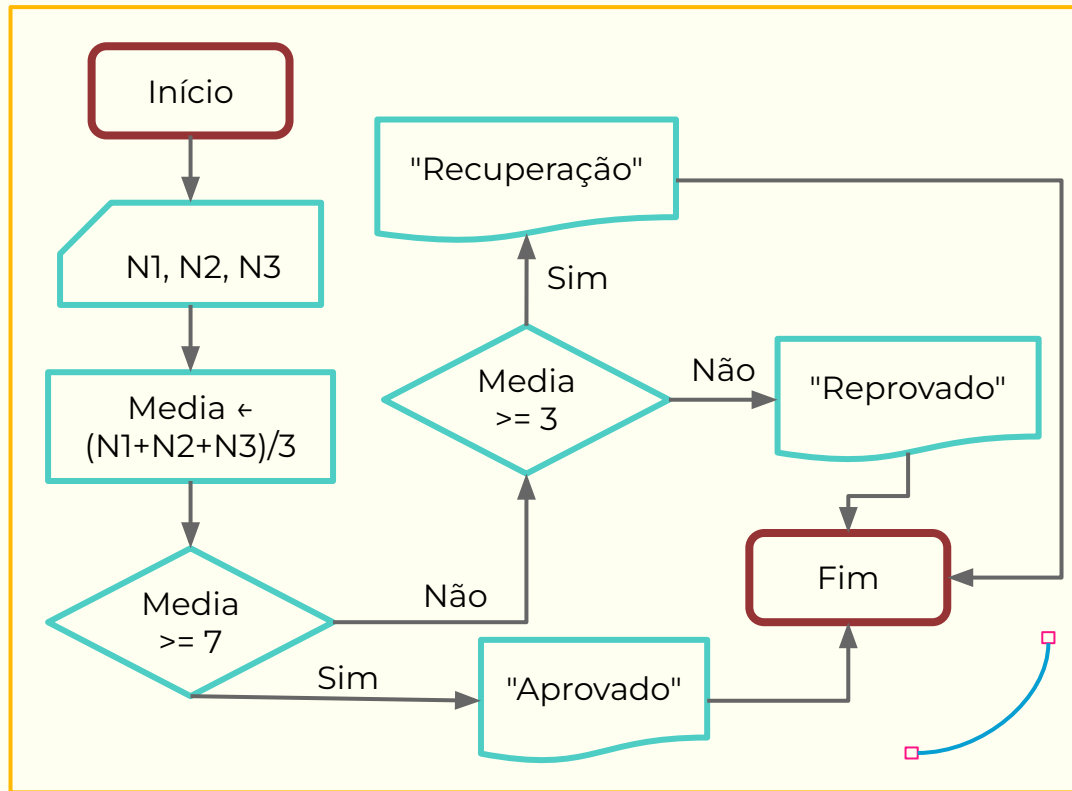 Início
N1, N2, N3
Media ←
(N1+N2+N3)/3
Media
>= 7
Não
Sim
"Aprovado"
Media
>= 3
Sim
"Recuperação"
Não
"Reprovado"
Fim